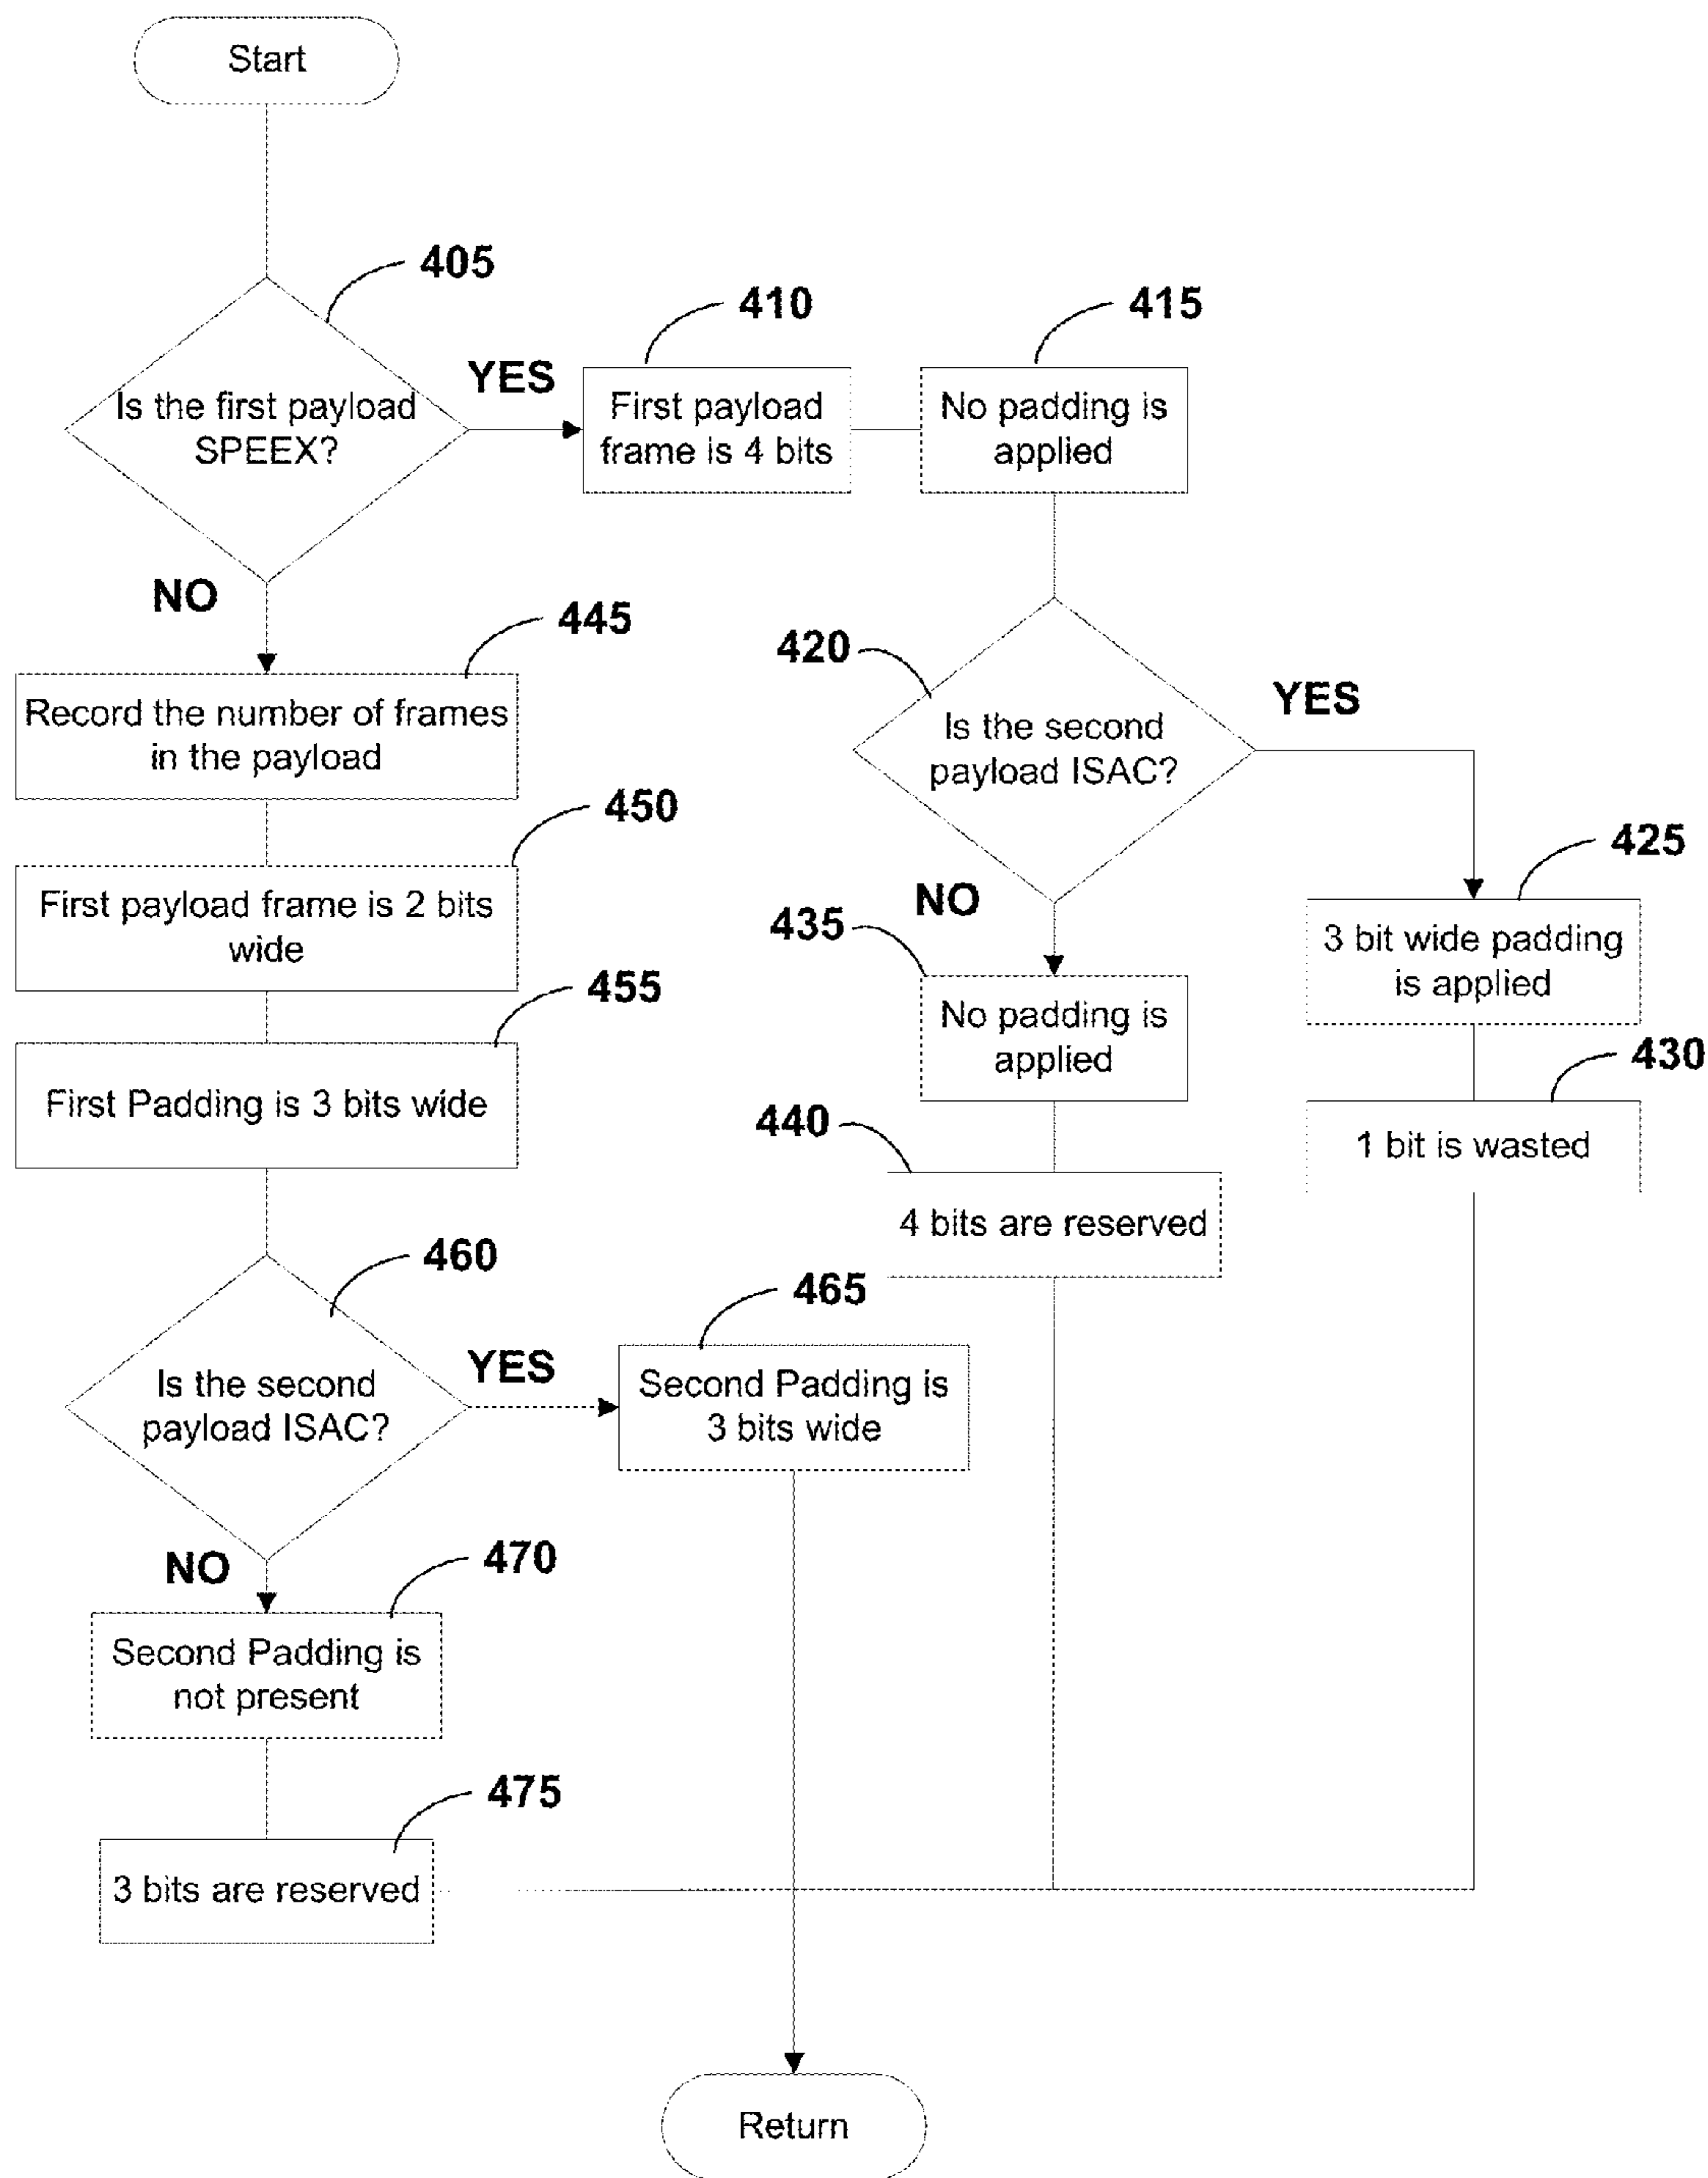 Start
405
Is the first payload
SPEEX?
YES
410
First payload
frame is 4 bits
415
No padding is
applied
NO
445
Record the number of frames
in the payload
420
Is the second
payload ISAC?
YES
450
First payload frame is 2 bits
wide
425
3 bit wide padding
is applied
NO
435
No padding is
applied
455
First Padding is 3 bits wide
430
1 bit is wasted
440
4 bits are reserved
460
Is the second
payload ISAC?
YES
465
Second Padding is
3 bits wide
NO
470
Second Padding is
not present
475
3 bits are reserved
Return